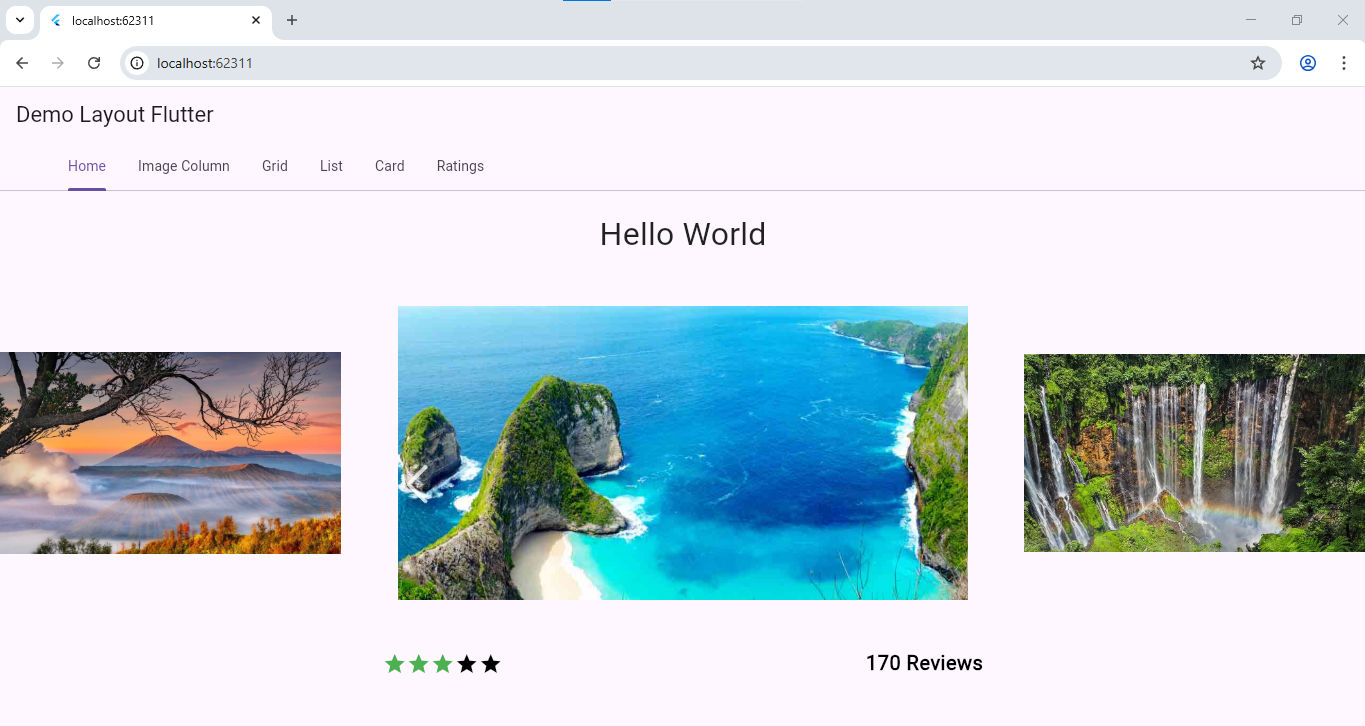 localhost:62311
localhost:62311
Demo Layout Flutter
Home Image Column Grid List Card Ratings
Hello World
170 Reviews